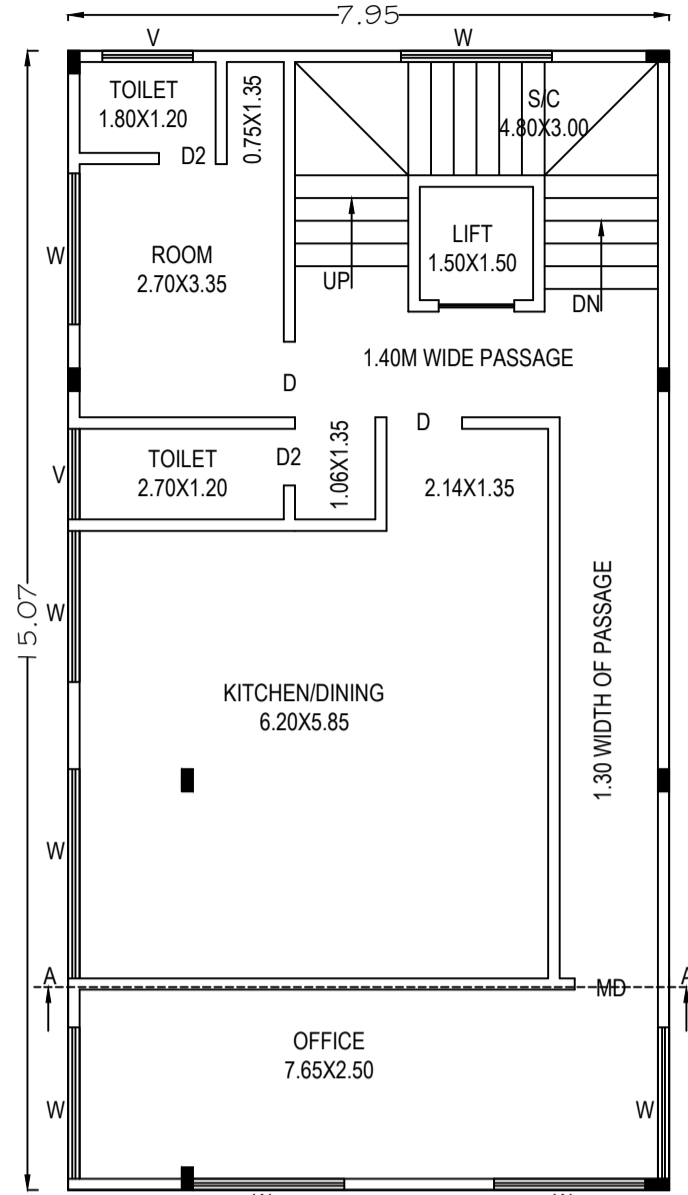 7.95
V
W
TOILET
1.80X1.20
0.75X1.35
S/C
4.80X3.00
D2
W
ROOM
2.70X3.35
LIFT
1.50X1.50
UP
DN
1.40M WIDE PASSAGE
D
D
V
TOILET
2.70X1.20
D2
1.06X1.35
2.14X1.35
15.07
W
1.30 WIDTH OF PASSAGE
KITCHEN/DINING
6.20X5.85
W
A
MD
A
OFFICE
7.65X2.50
W
W
W
W